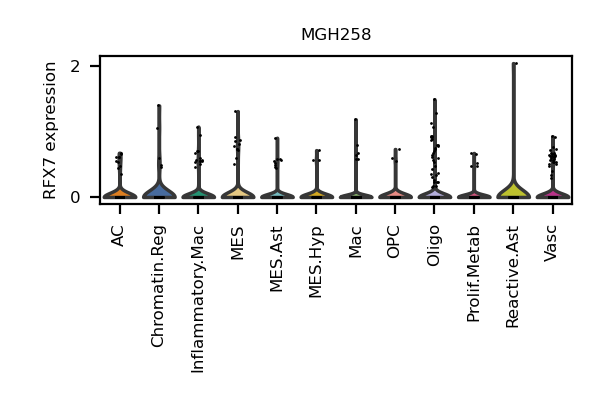 MGH258
RFX7 expression
2
0
AC
Chromatin.Reg
Inflammatory.Mac
MES
MES.Ast
MES.Hyp
Mac
OPC
Oligo
Prolif.Metab
Reactive.Ast
Vasc